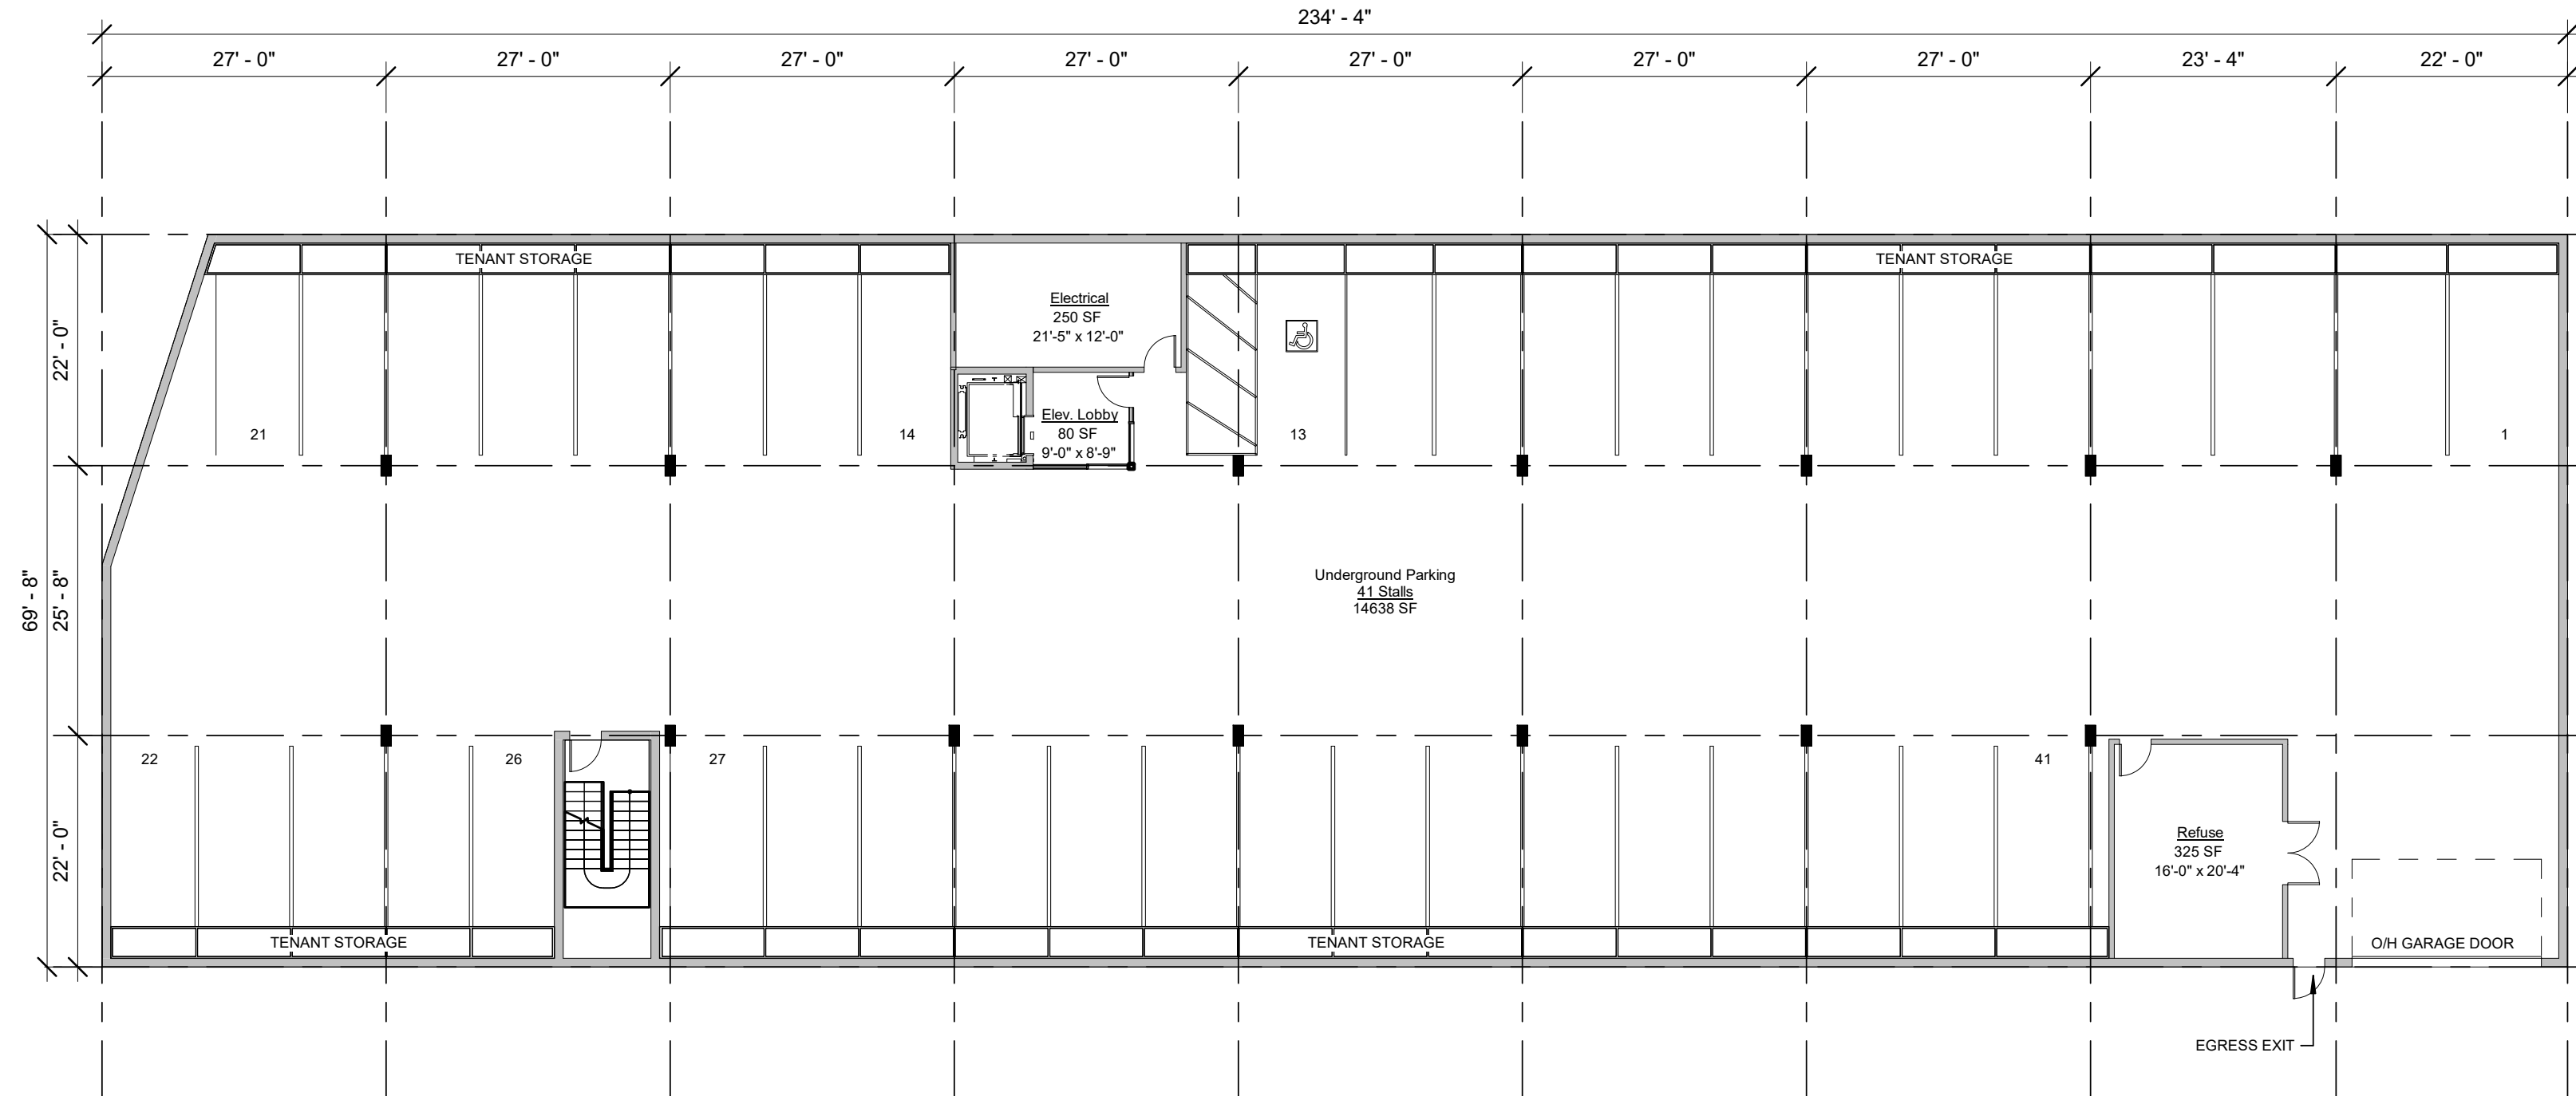 234' - 4"
27' - 0"
27' - 0"
27' - 0"
27' - 0"
27' - 0"
27' - 0"
27' - 0"
23' - 4"
22' - 0"
TENANT STORAGE
TENANT STORAGE
Electrical
250 SF
21'-5" x 12'-0"
22' - 0"
Elev. Lobby
80 SF
9'-0" x 8'-9"
21
14
13
1
69' - 8"
25' - 8"
Underground Parking
41 Stalls
14638 SF
22
26
27
41
22' - 0"
Refuse
325 SF
16'-0" x 20'-4"
TENANT STORAGE
TENANT STORAGE
O/H GARAGE DOOR
EGRESS EXIT